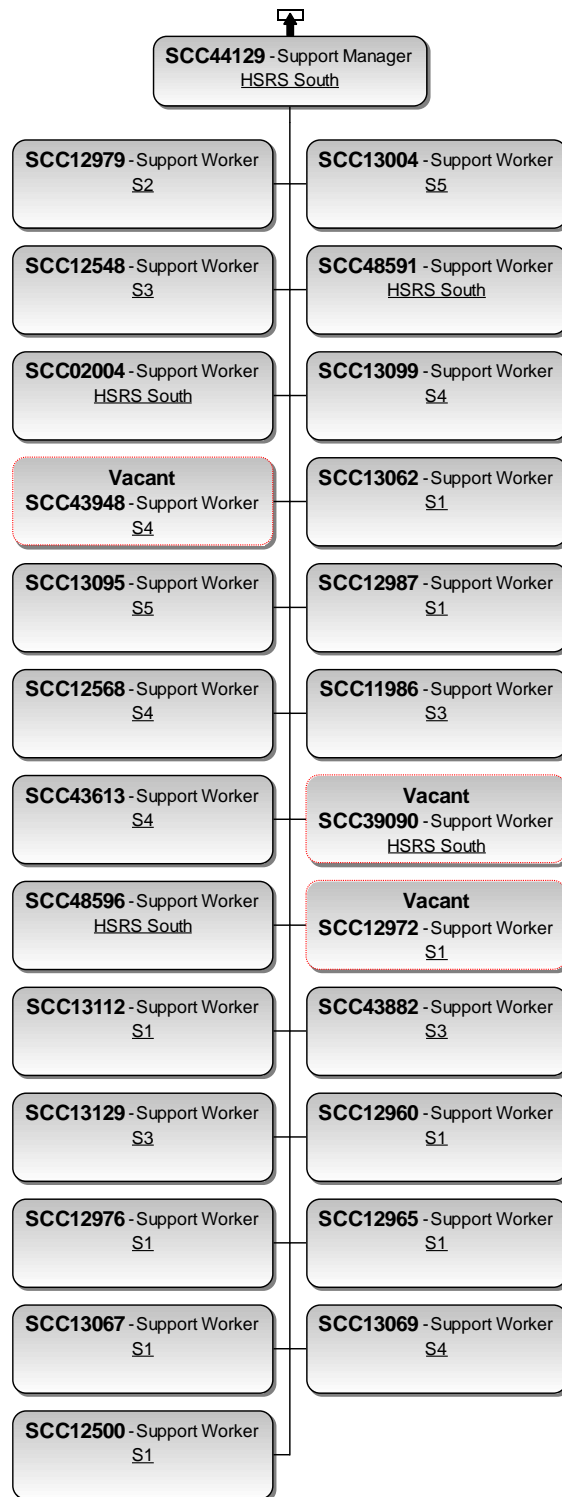 SCC44129 - Support Manager
HSRS South
SCC12979 - Support Worker
S2
SCC13004 - Support Worker
S5
SCC12548 - Support Worker
S3
SCC48591 - Support Worker
HSRS South
SCC02004 - Support Worker
HSRS South
SCC13099 - Support Worker
S4
Vacant
SCC43948 - Support Worker
S4
SCC13062 - Support Worker
S1
SCC13095 - Support Worker
S5
SCC12987 - Support Worker
S1
SCC12568 - Support Worker
S4
SCC11986 - Support Worker
S3
SCC43613 - Support Worker
S4
Vacant
SCC39090 - Support Worker
HSRS South
SCC48596 - Support Worker
HSRS South
Vacant
SCC12972 - Support Worker
S1
SCC13112 - Support Worker
S1
SCC43882 - Support Worker
S3
SCC13129 - Support Worker
S3
SCC12960 - Support Worker
S1
SCC12976 - Support Worker
S1
SCC12965 - Support Worker
S1
SCC13067 - Support Worker
S1
SCC13069 - Support Worker
S4
SCC12500 - Support Worker
S1